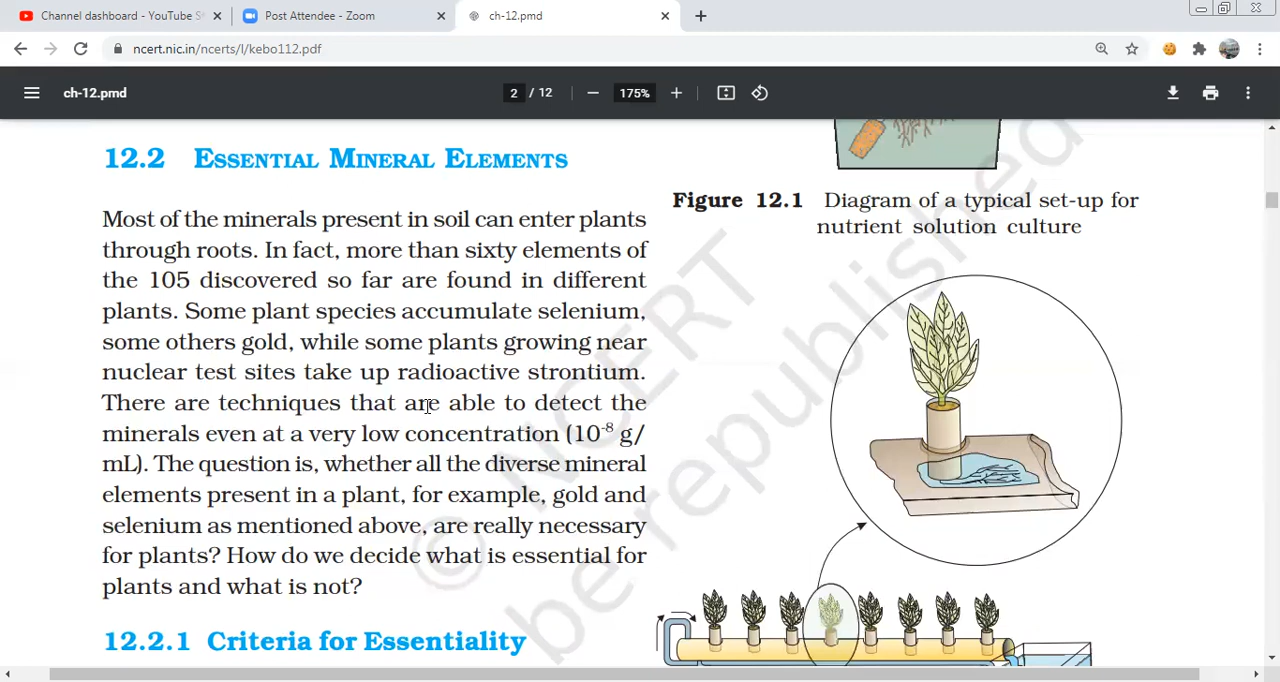 Channel dashboard - YouTube S
Post Attendee - Zoom
ch-12.pmd
ncert.nic.in/ncerts/l/kebo112.pdf
ch-12.pmd
2 / 12
175%
12.2 ESSENTIAL MINERAL ELEMENTS
Most of the minerals present in soil can enter plants
through roots. In fact, more than sixty elements of
the 105 discovered so far are found in different
plants. Some plant species accumulate selenium,
some others gold, while some plants growing near
nuclear test sites take up radioactive strontium.
There are techniques that are able to detect the
minerals even at a very low concentration (10⁻⁸ g/
mL). The question is, whether all the diverse mineral
elements present in a plant, for example, gold and
selenium as mentioned above, are really necessary
for plants? How do we decide what is essential for
plants and what is not?
12.2.1 Criteria for Essentiality
Figure 12.1 Diagram of a typical set-up for
nutrient solution culture
© NCERT
be republished